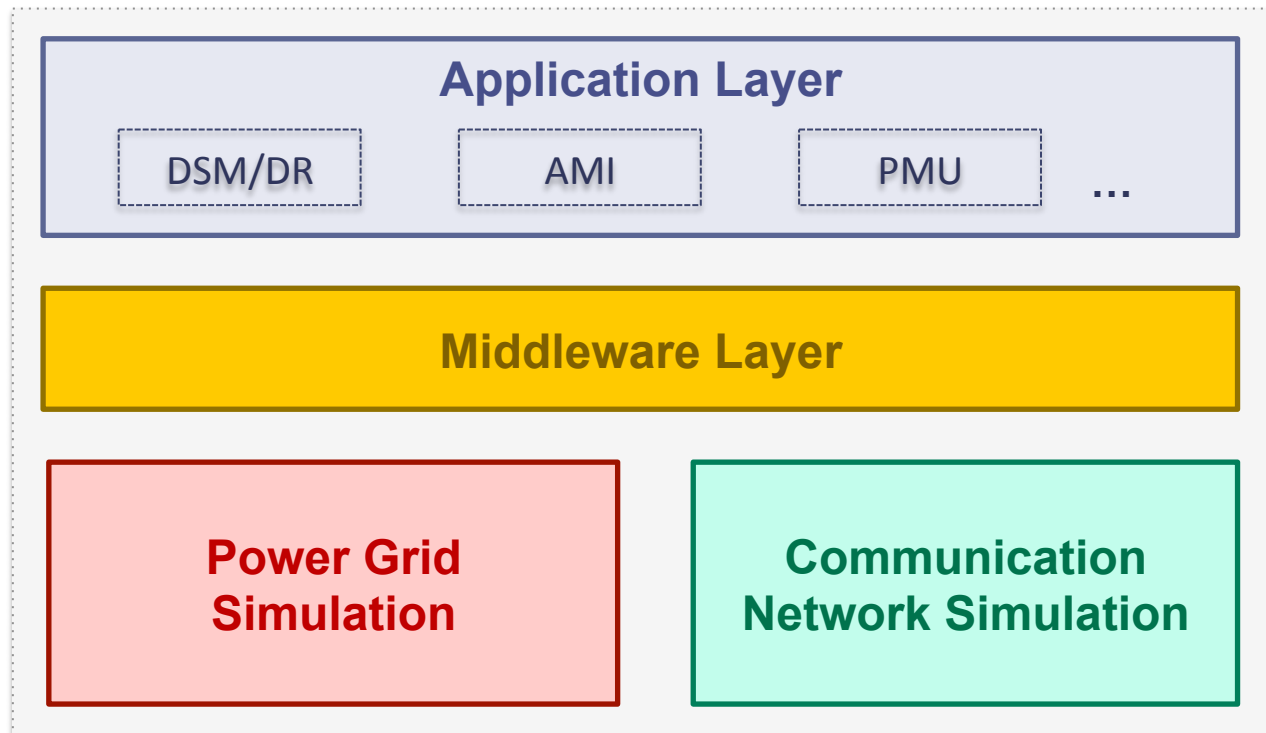 Application Layer
DSM/DR
AMI
PMU
...
Middleware Layer
Power Grid
Simulation
Communication
Network Simulation